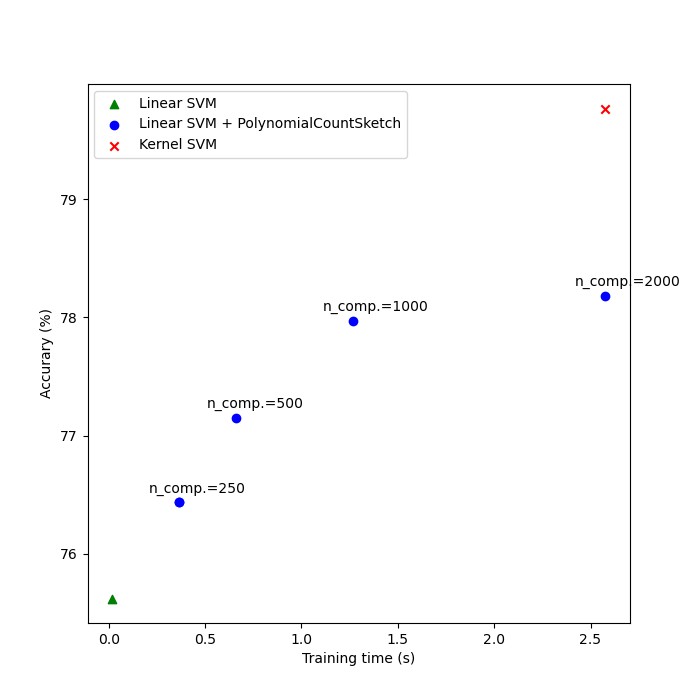 Linear SVM
Linear SVM + PolynomialCountSketch
Kernel SVM
79
78
77
76
n_comp.=2000
n_comp.=1000
n_comp.=500
n_comp.=250
Accurary (%)
0.0 0.5 1.0 1.5 2.0 2.5
Training time (s)